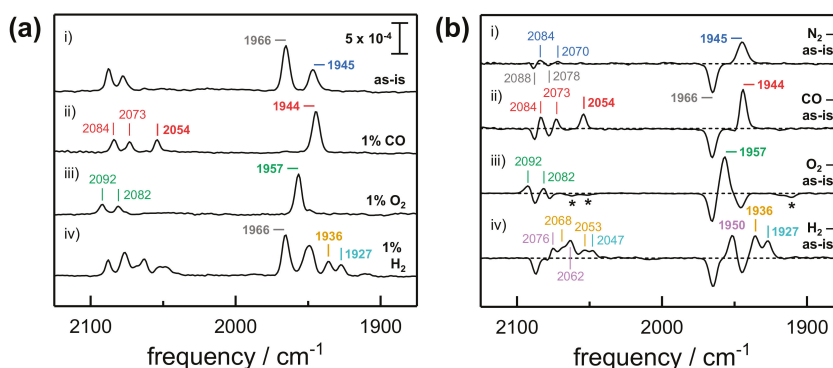 (a)
i)
1966
5 x 10-4
1945
as-is
ii)
2084 2073 2054
1944
1% CO
iii)
2092
2082
1957
1% O2
iv)
1966
1%
H2
1936
1927
2100 2000 1900
frequency / cm-1
(b)
i)
2084
2070
2088
2078
1945
N2 –
as-is
ii)
2084
2073
2054
1966
1944
CO –
as-is
iii)
2092
2082
1957
O2 –
as-is
* * *
iv)
2076
2068
2053
2047
2062
1950
1936
1927
H2 –
as-is
2100 2000 1900
frequency / cm-1